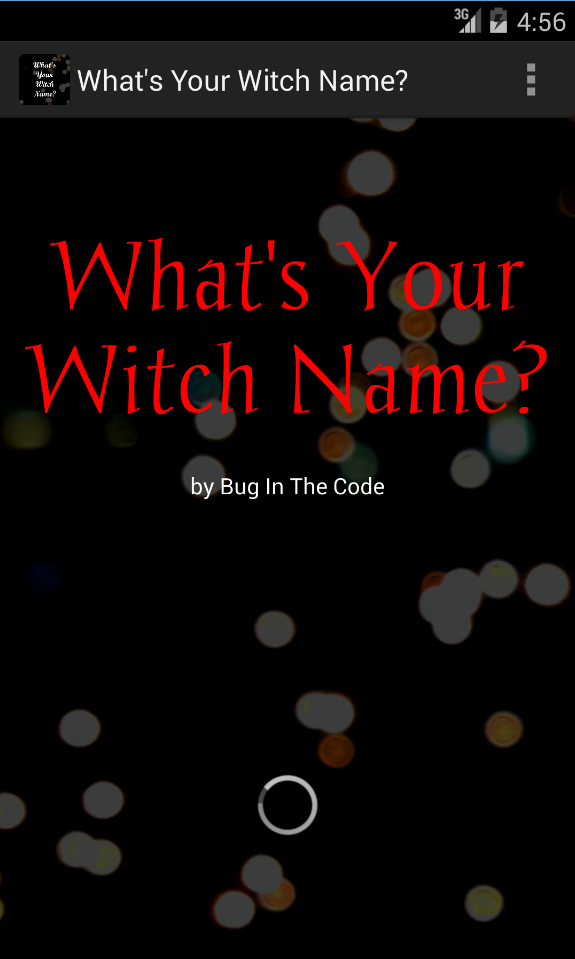 3G 4:56
What's
Your
Witch
Name?
What's Your Witch Name?
What's Your
Witch Name?
by Bug In The Code